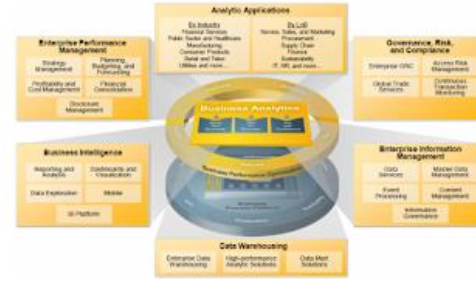 Analytic Applications
By Industry
Financial Services
Public Sector and Healthcare
Manufacturing
Consumer Products
Retail and Telco
Utilities and more...
By LoB
Service, Sales, and Marketing
Procurement
Supply Chain
Finance
Sustainability
IT, HR, and more...
Enterprise Performance
Management
Strategy
Management
Planning,
Budgeting, and
Forecasting
Profitability and
Cost Management
Financial
Consolidation
Disclosure
Management
Governance, Risk,
and Compliance
Enterprise GRC
Access Risk
Management
Global Trade
Services
Continuous
Transaction
Monitoring
Business Analytics
Business Performance Optimization
Business Intelligence
Reporting and
Analysis
Dashboards and
Visualization
Data Exploration
Mobile
BI Platform
Enterprise Information
Management
Data
Services
Master Data
Management
Event
Processing
Content
Management
Information
Governance
Data Warehousing
Enterprise Data
Warehousing
High-performance
Analytic Solutions
Data Mart
Solutions